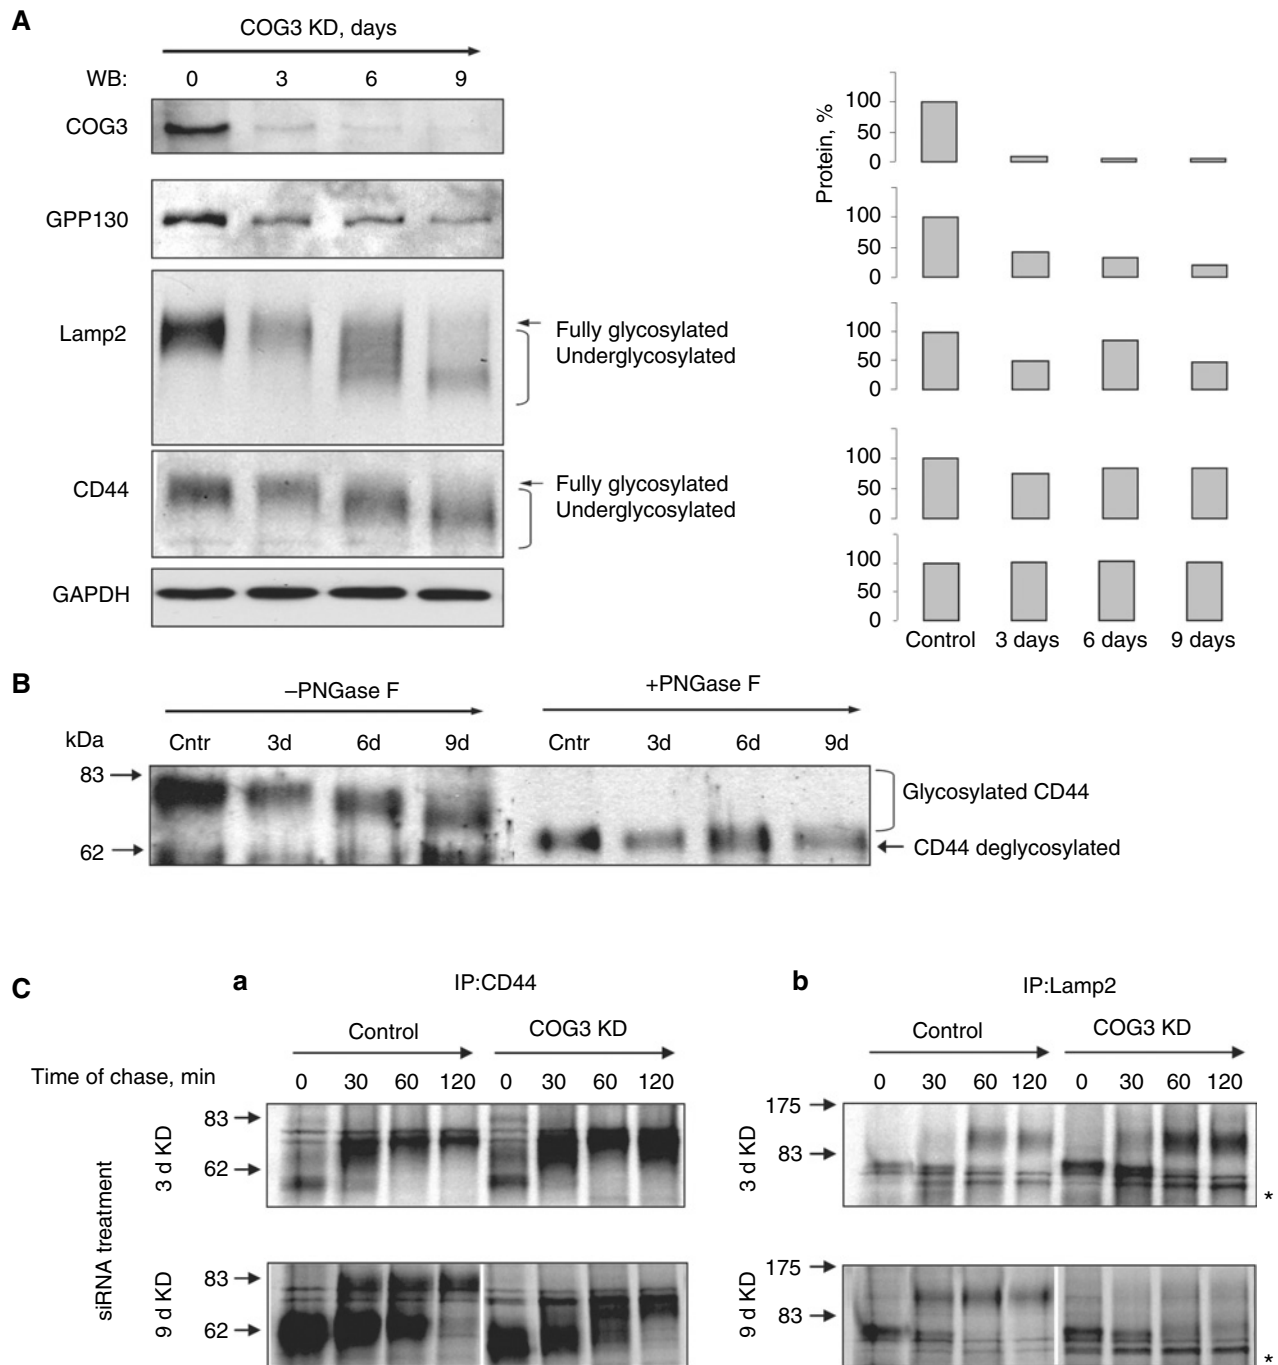 A
COG3 KD, days
WB: 0 3 6 9
COG3
GPP130
Lamp2
Fully glycosylated
Underglycosylated
CD44
Fully glycosylated
Underglycosylated
GAPDH
Protein, %
100
50
0
100
50
0
100
50
0
100
50
0
100
50
0
Control 3 days 6 days 9 days
B
–PNGase F +PNGase F
kDa Cntr 3d 6d 9d Cntr 3d 6d 9d
83
62
Glycosylated CD44
CD44 deglycosylated
C
a IP:CD44
Control COG3 KD
Time of chase, min 0 30 60 120 0 30 60 120
siRNA treatment
3 d KD
83
62
9 d KD
83
62
b IP:Lamp2
Control COG3 KD
0 30 60 120 0 30 60 120
3 d KD
175
83
*
9 d KD
175
83
*